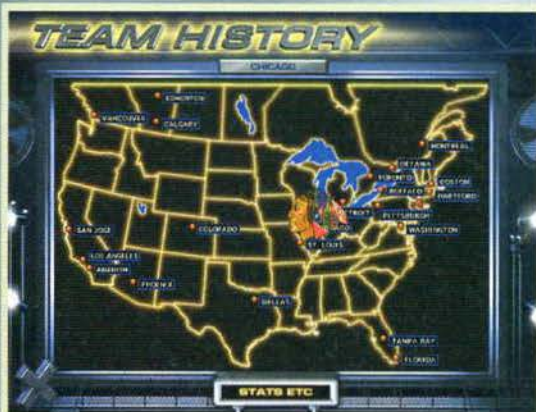 TEAM HISTORY
CHICAGO
EDMONTON
VANCOUVER
CALGARY
MONTREAL
OTTAWA
TORONTO
BOSTON
BUFFALO
HARTFORD
TROIT
PITTSBURGH
WASHINGTON
SAN JOSE
COLORADO
ST. LOUIS
LOS ANGELES
ANAHEIM
PHOENIX
DALLAS
TAMPA BAY
FLORIDA
STATS ETC